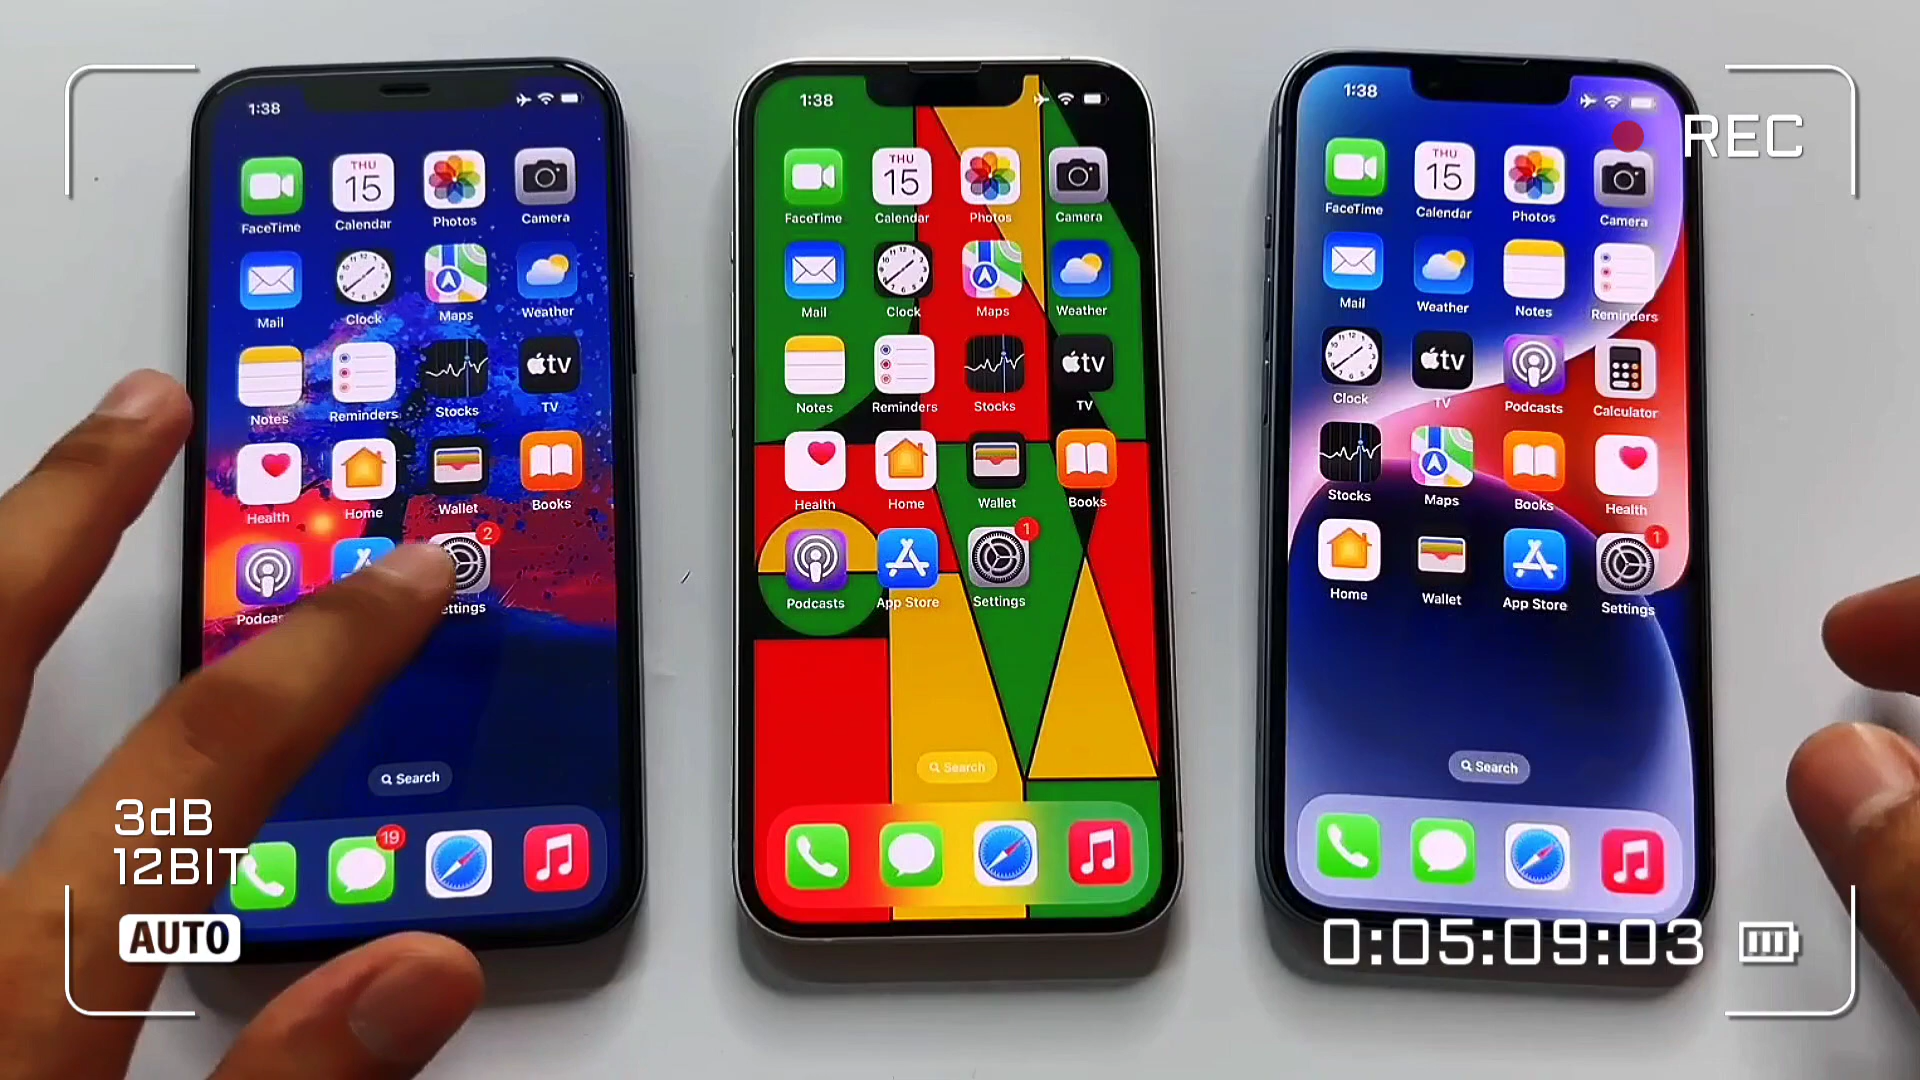 1:38
FaceTime
THU
15
Calendar
Photos
Camera
Mail
Clock
Maps
Weather
Notes
Reminders
Stocks
tv
TV
Health
Home
Wallet
Books
2
ettings
Search
19
1:38
FaceTime
THU
15
Calendar
Photos
Camera
Mail
Clock
Maps
Weather
Notes
Reminders
Stocks
tv
TV
Health
Home
Wallet
Books
Podcasts
App Store
1
Settings
Search
1:38
FaceTime
THU
15
Calendar
Photos
Camera
Mail
Weather
Notes
Reminders
Clock
tv
TV
Podcasts
Calculator
Stocks
Maps
Books
Health
Home
Wallet
App Store
1
Settings
Search
REC
3dB
12BIT
AUTO
0:05:09:03